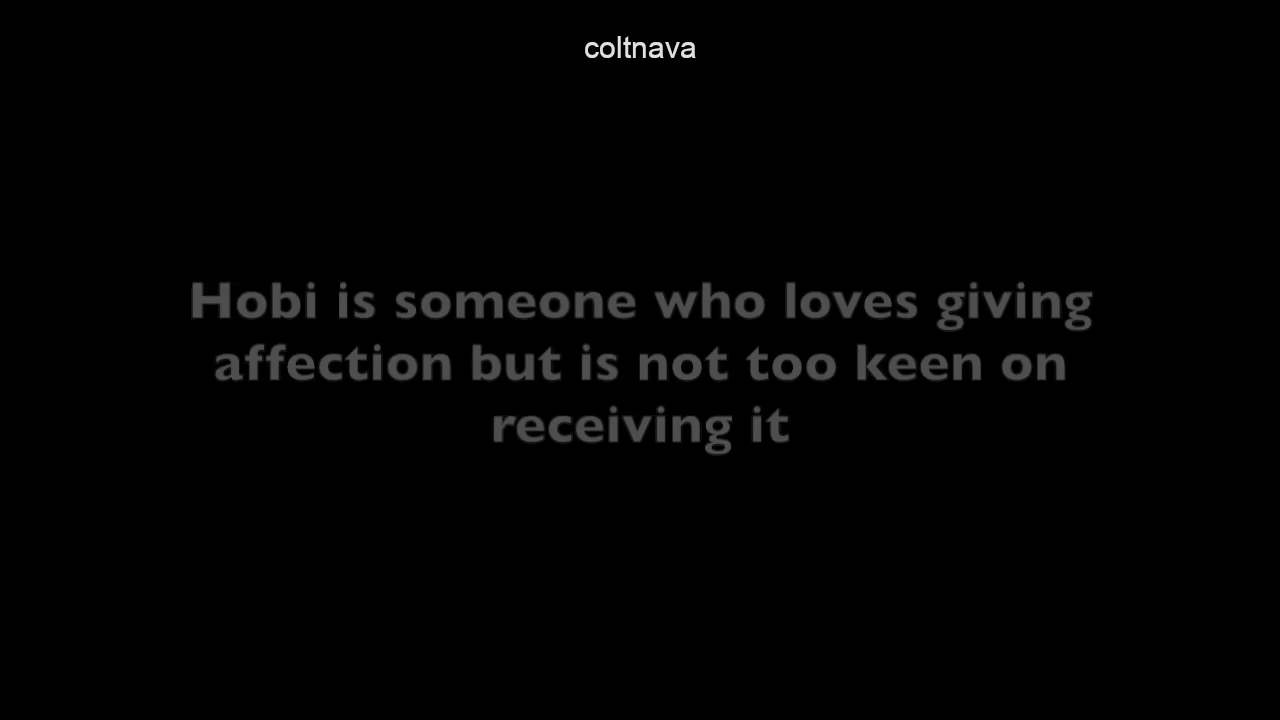 coltnava
Hobi is someone who loves giving
affection but is not too keen on
receiving it